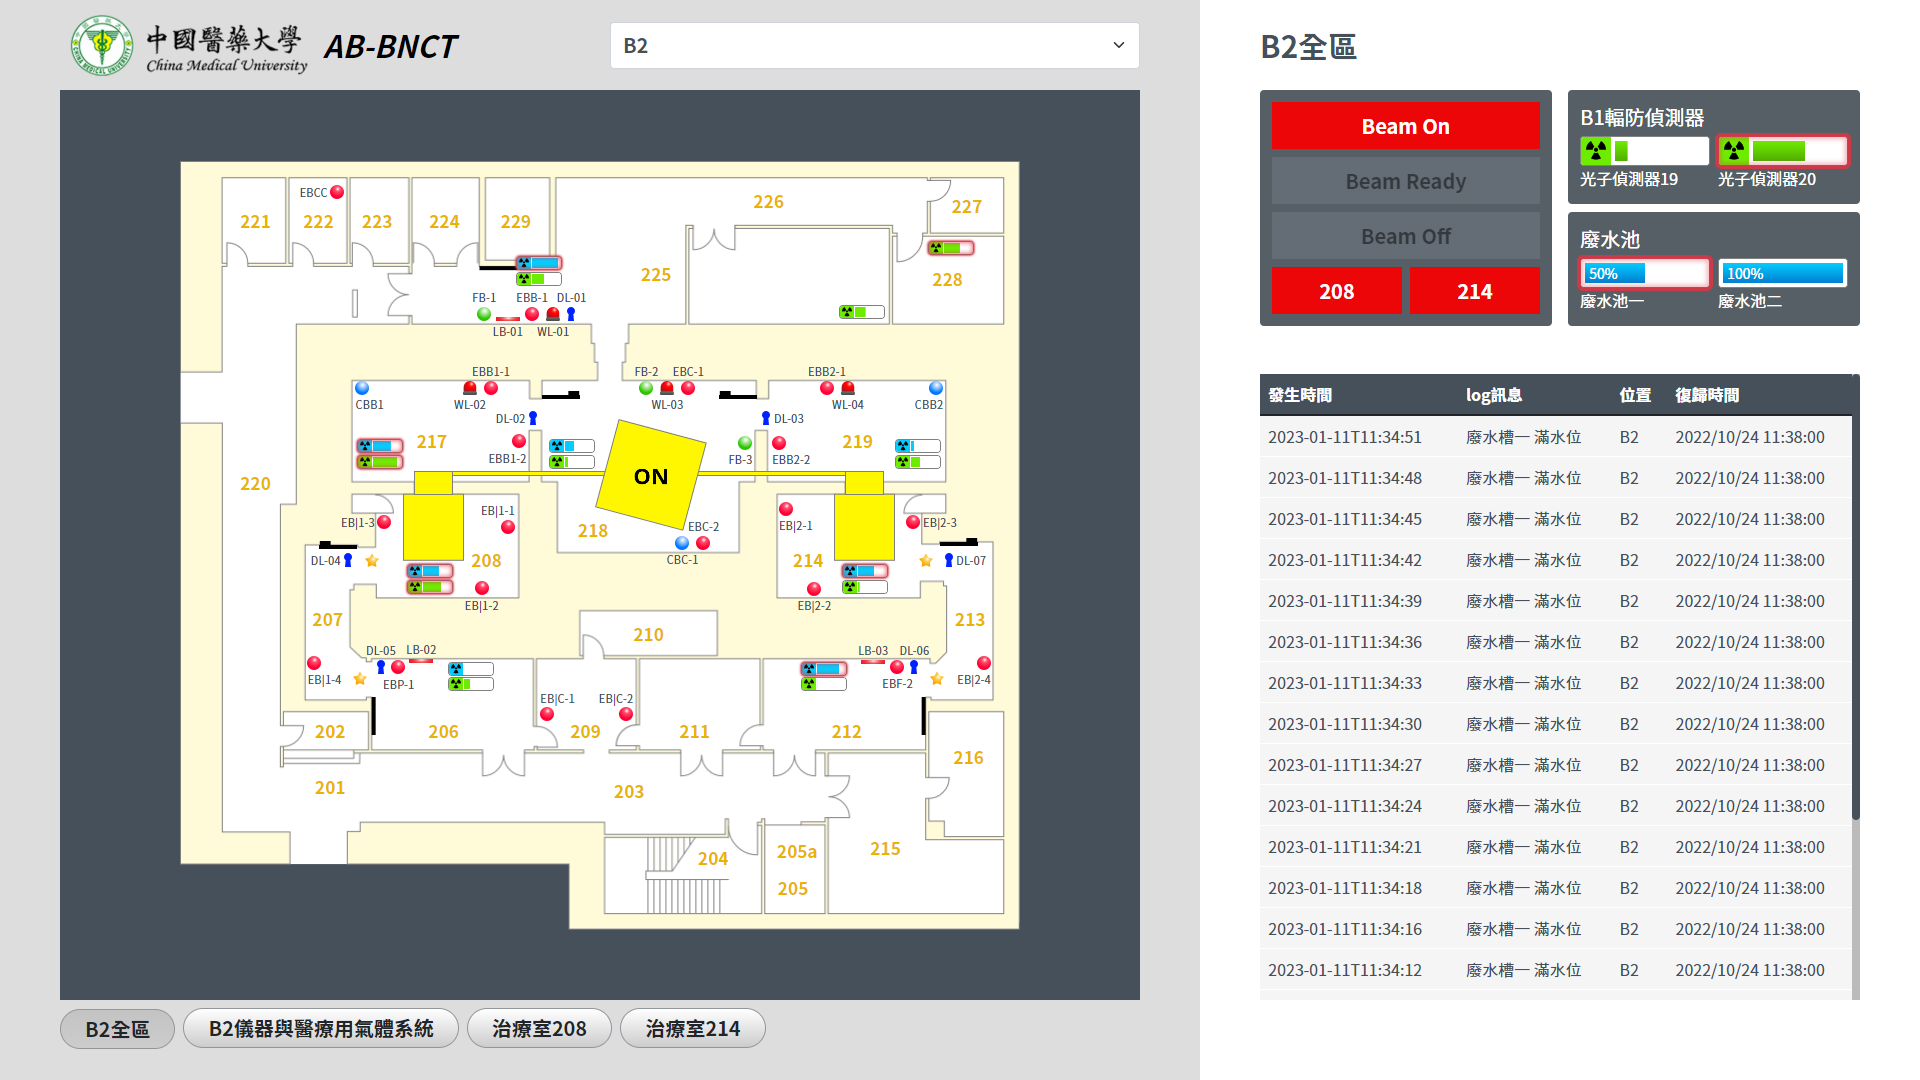 中國醫藥大學
China Medical University
AB-BNCT
B2
221
EBCC
222
223
224
229
226
227
225
228
FB-1
EBB-1
DL-01
LB-01
WL-01
EBB1-1
FB-2
EBC-1
EBB2-1
CBB1
WL-02
WL-03
WL-04
CBB2
DL-02
DL-03
217
219
EBB1-2
FB-3
EBB2-2
ON
220
EB|1-1
EB|1-3
218
EBC-2
EB|2-1
EB|2-3
DL-04
208
CBC-1
214
DL-07
EB|1-2
EB|2-2
207
210
213
DL-05
LB-02
LB-03
DL-06
EB|1-4
EBP-1
EBF-2
EB|2-4
EB|C-1
EB|C-2
202
206
209
211
212
216
201
203
204
205a
205
215
B2全區
B2儀器與醫療用氣體系統
治療室208
治療室214
B2全區
Beam On
Beam Ready
Beam Off
208
214
B1輻防偵測器
光子偵測器19
光子偵測器20
廢水池
50%
100%
廢水池一
廢水池二
發生時間 log訊息 位置 復歸時間
2023-01-11T11:34:51 廢水槽一 滿水位 B2 2022/10/24 11:38:00
2023-01-11T11:34:48 廢水槽一 滿水位 B2 2022/10/24 11:38:00
2023-01-11T11:34:45 廢水槽一 滿水位 B2 2022/10/24 11:38:00
2023-01-11T11:34:42 廢水槽一 滿水位 B2 2022/10/24 11:38:00
2023-01-11T11:34:39 廢水槽一 滿水位 B2 2022/10/24 11:38:00
2023-01-11T11:34:36 廢水槽一 滿水位 B2 2022/10/24 11:38:00
2023-01-11T11:34:33 廢水槽一 滿水位 B2 2022/10/24 11:38:00
2023-01-11T11:34:30 廢水槽一 滿水位 B2 2022/10/24 11:38:00
2023-01-11T11:34:27 廢水槽一 滿水位 B2 2022/10/24 11:38:00
2023-01-11T11:34:24 廢水槽一 滿水位 B2 2022/10/24 11:38:00
2023-01-11T11:34:21 廢水槽一 滿水位 B2 2022/10/24 11:38:00
2023-01-11T11:34:18 廢水槽一 滿水位 B2 2022/10/24 11:38:00
2023-01-11T11:34:16 廢水槽一 滿水位 B2 2022/10/24 11:38:00
2023-01-11T11:34:12 廢水槽一 滿水位 B2 2022/10/24 11:38:00